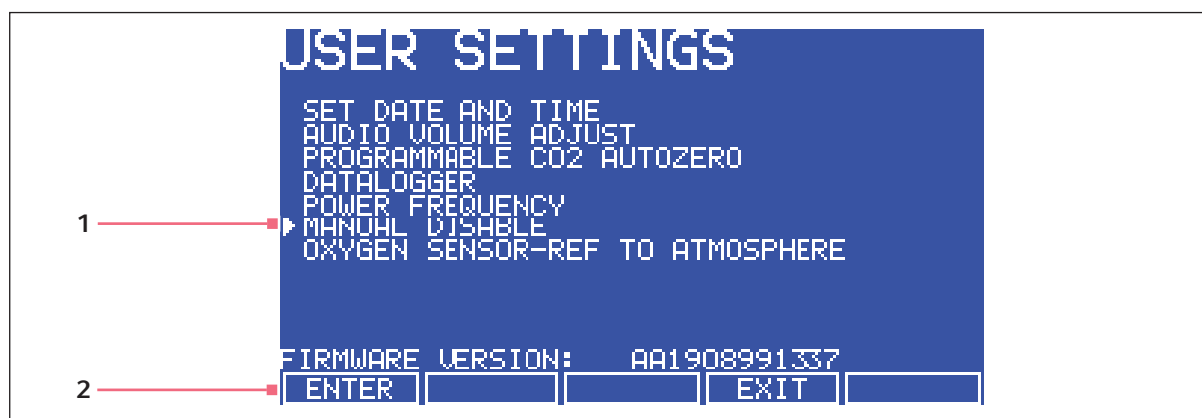 USER SETTINGS
SET DATE AND TIME
AUDIO VOLUME ADJUST
PROGRAMMABLE CO2 AUTOZERO
DATALOGGER
POWER FREQUENCY
1
MANUAL DISABLE
OXYGEN SENSOR-REF TO ATMOSPHERE
FIRMWARE VERSION: AA1908991337
2
ENTER EXIT